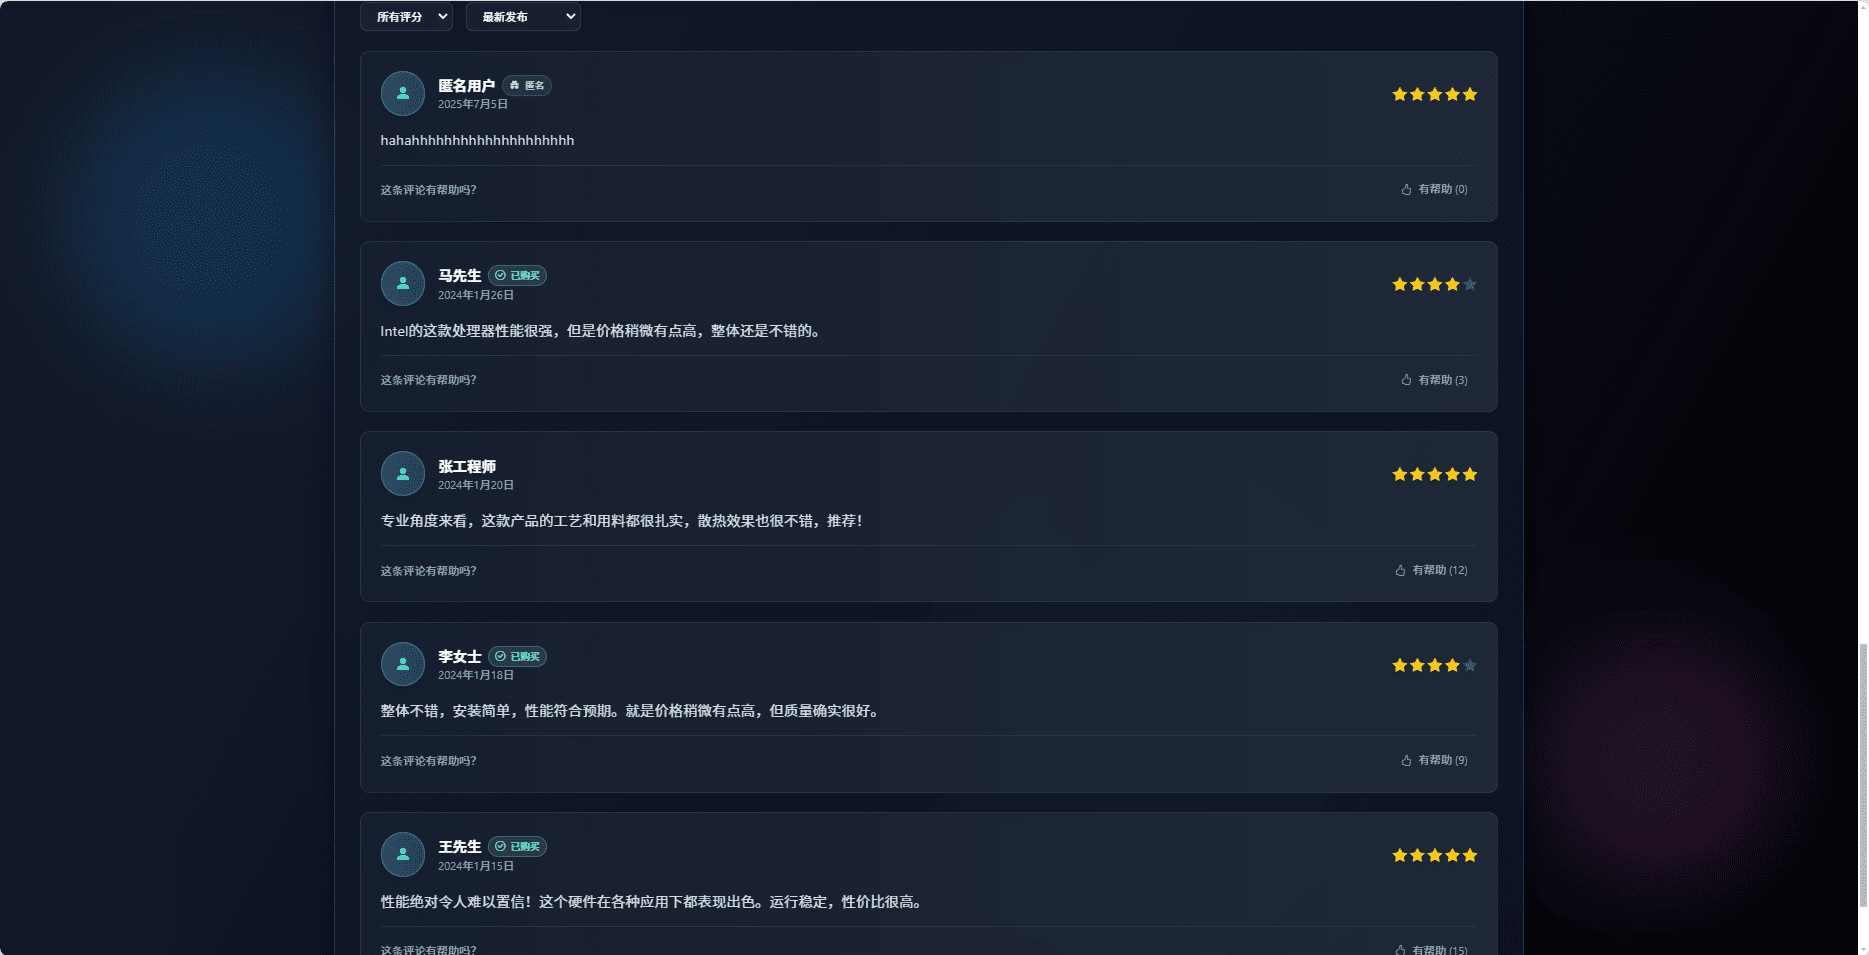 所有评分 最新发布
匿名用户 匿名
2025年7月5日
hahahhhhhhhhhhhhhhhhhhhh
这条评论有帮助吗？ 有帮助 (0)
马先生 已购买
2024年1月26日
Intel的这款处理器性能很强，但是价格稍微有点高，整体还是不错的。
这条评论有帮助吗？ 有帮助 (3)
张工程师
2024年1月20日
专业角度来看，这款产品的工艺和用料都很扎实，散热效果也很不错，推荐！
这条评论有帮助吗？ 有帮助 (12)
李女士 已购买
2024年1月18日
整体不错，安装简单，性能符合预期。就是价格稍微有点高，但质量确实很好。
这条评论有帮助吗？ 有帮助 (9)
王先生 已购买
2024年1月15日
性能绝对令人难以置信！这个硬件在各种应用下都表现出色。运行稳定，性价比很高。
这条评论有帮助吗？ 有帮助 (15)